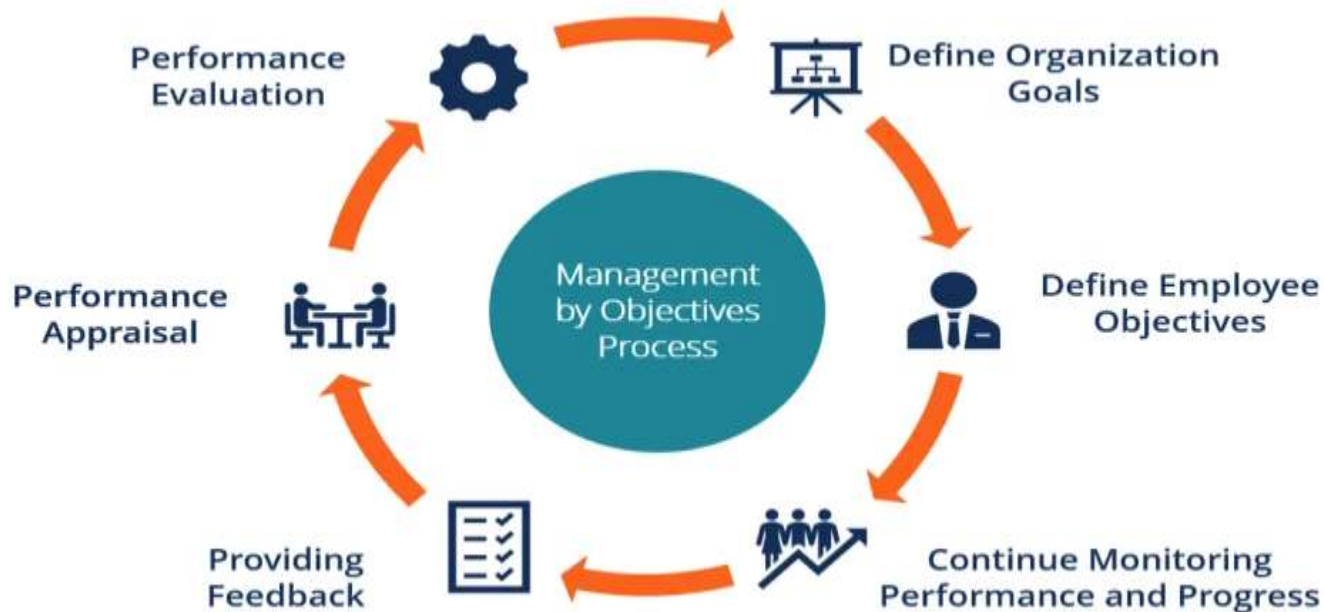 Performance
Evaluation
Define Organization
Goals
Management
by Objectives
Process
Define Employee
Objectives
Performance
Appraisal
Continue Monitoring
Performance and Progress
Providing
Feedback